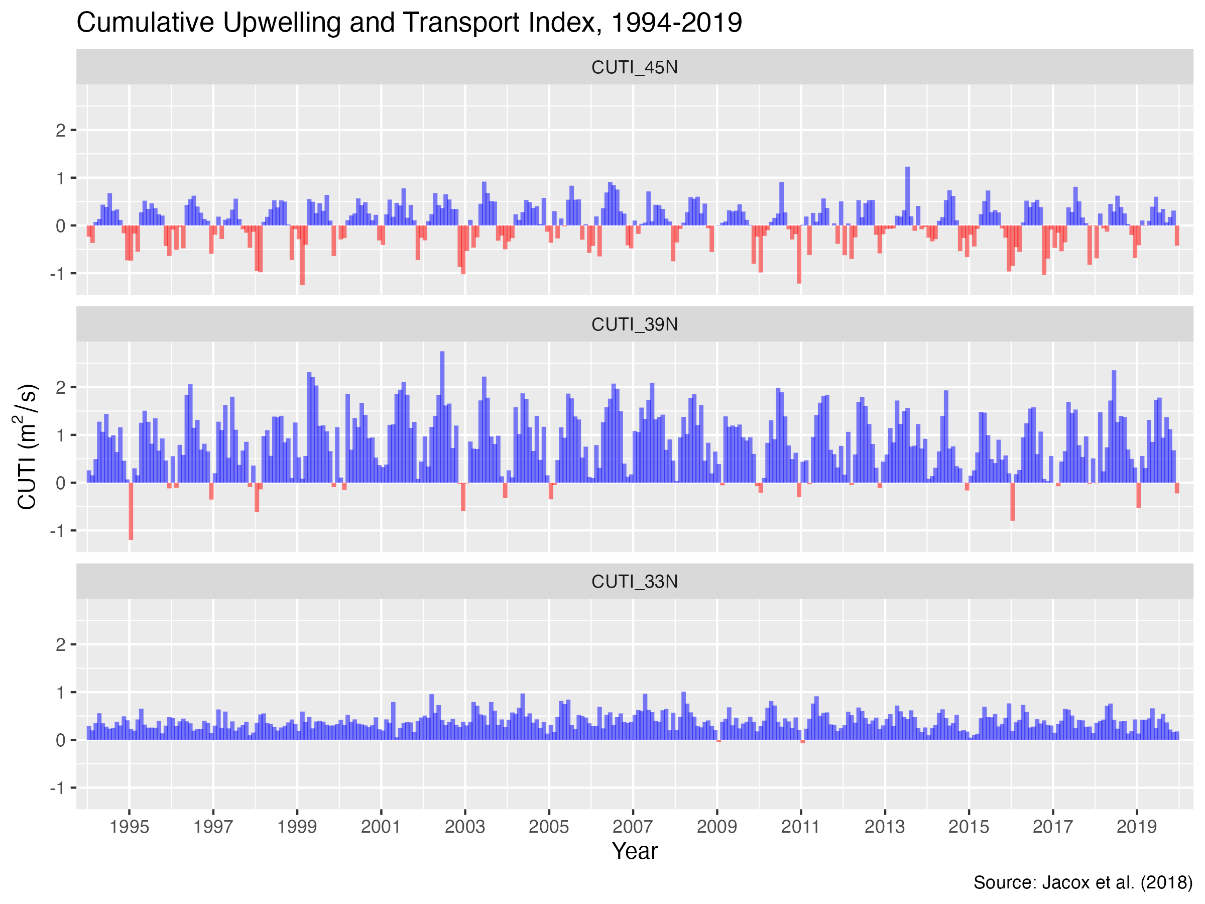 Cumulative Upwelling and Transport Index, 1994-2019
CUTI_45N
2
1
0
-1
CUTI_39N
2
1
0
-1
CUTI (m²/s)
CUTI_33N
2
1
0
-1
1995 1997 1999 2001 2003 2005 2007 2009 2011 2013 2015 2017 2019
Year
Source: Jacox et al. (2018)